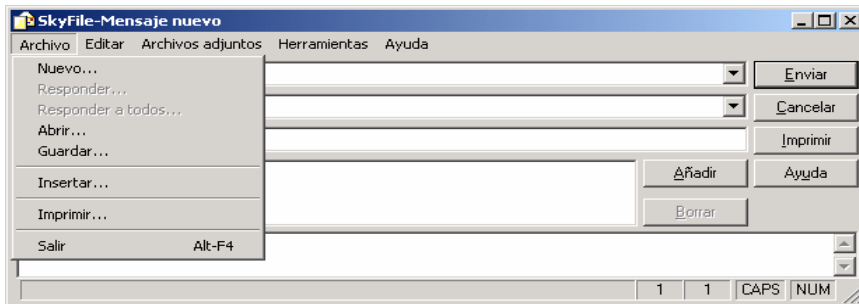 SkyFile-Mensaje nuevo
Archivo Editar Archivos adjuntos Herramientas Ayuda
Nuevo...
Responder...
Responder a todos...
Abrir...
Guardar...
Insertar...
Imprimir...
Salir Alt-F4
Enviar
Cancelar
Imprimir
Añadir Ayuda
Borrar
1 1 CAPS NUM